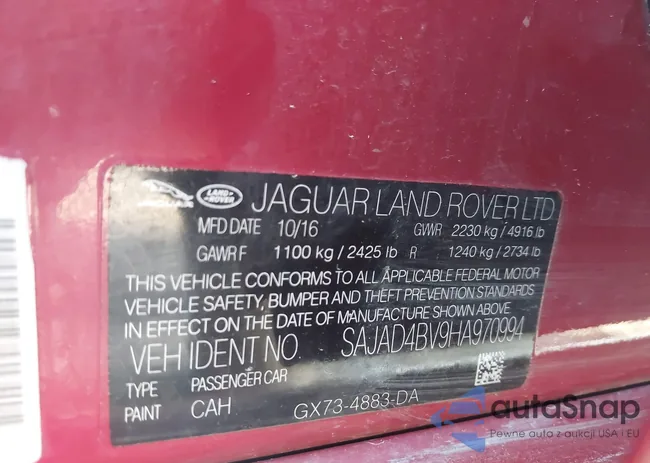 JAGUAR LAND-ROVER JAGUAR LAND ROVER LTD
MFD DATE 10/16 GVWR 2230 kg / 4916 lb
GAWR F 1100 kg / 2425 lb R 1240 kg / 2734 lb
THIS VEHICLE CONFORMS TO ALL APPLICABLE FEDERAL MOTOR
VEHICLE SAFETY, BUMPER AND THEFT PREVENTION STANDARDS
IN EFFECT ON THE DATE OF MANUFACTURE SHOWN ABOVE.
VEH IDENT NO. SAJAD4BV9HA970994
TYPE PASSENGER CAR
PAINT CAH GX73-4883-DA
autoSnap
Pewne auto z aukcji USA i EU